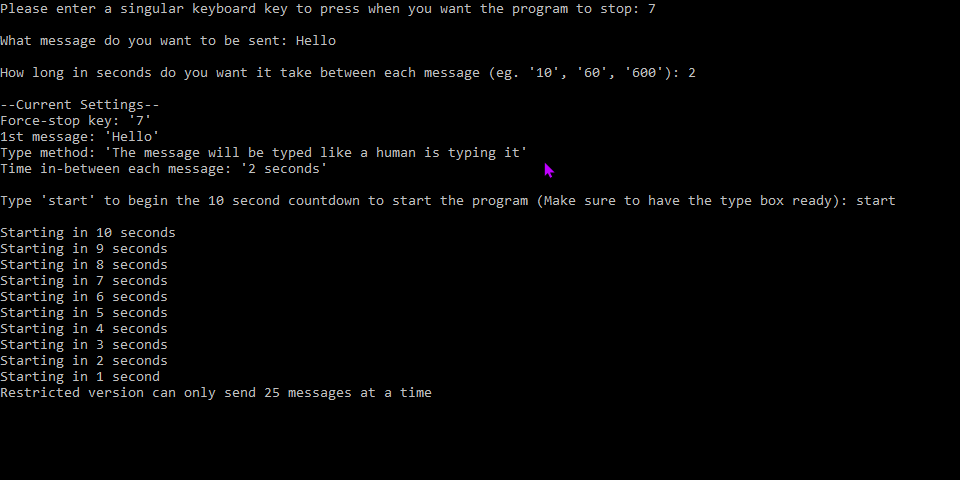 Please enter a singular keyboard key to press when you want the program to stop: 7
What message do you want to be sent: Hello
How long in seconds do you want it take between each message (eg. '10', '60', '600'): 2
--Current Settings--
Force-stop key: '7'
1st message: 'Hello'
Type method: 'The message will be typed like a human is typing it'
Time in-between each message: '2 seconds'
Type 'start' to begin the 10 second countdown to start the program (Make sure to have the type box ready): start
Starting in 10 seconds
Starting in 9 seconds
Starting in 8 seconds
Starting in 7 seconds
Starting in 6 seconds
Starting in 5 seconds
Starting in 4 seconds
Starting in 3 seconds
Starting in 2 seconds
Starting in 1 second
Restricted version can only send 25 messages at a time